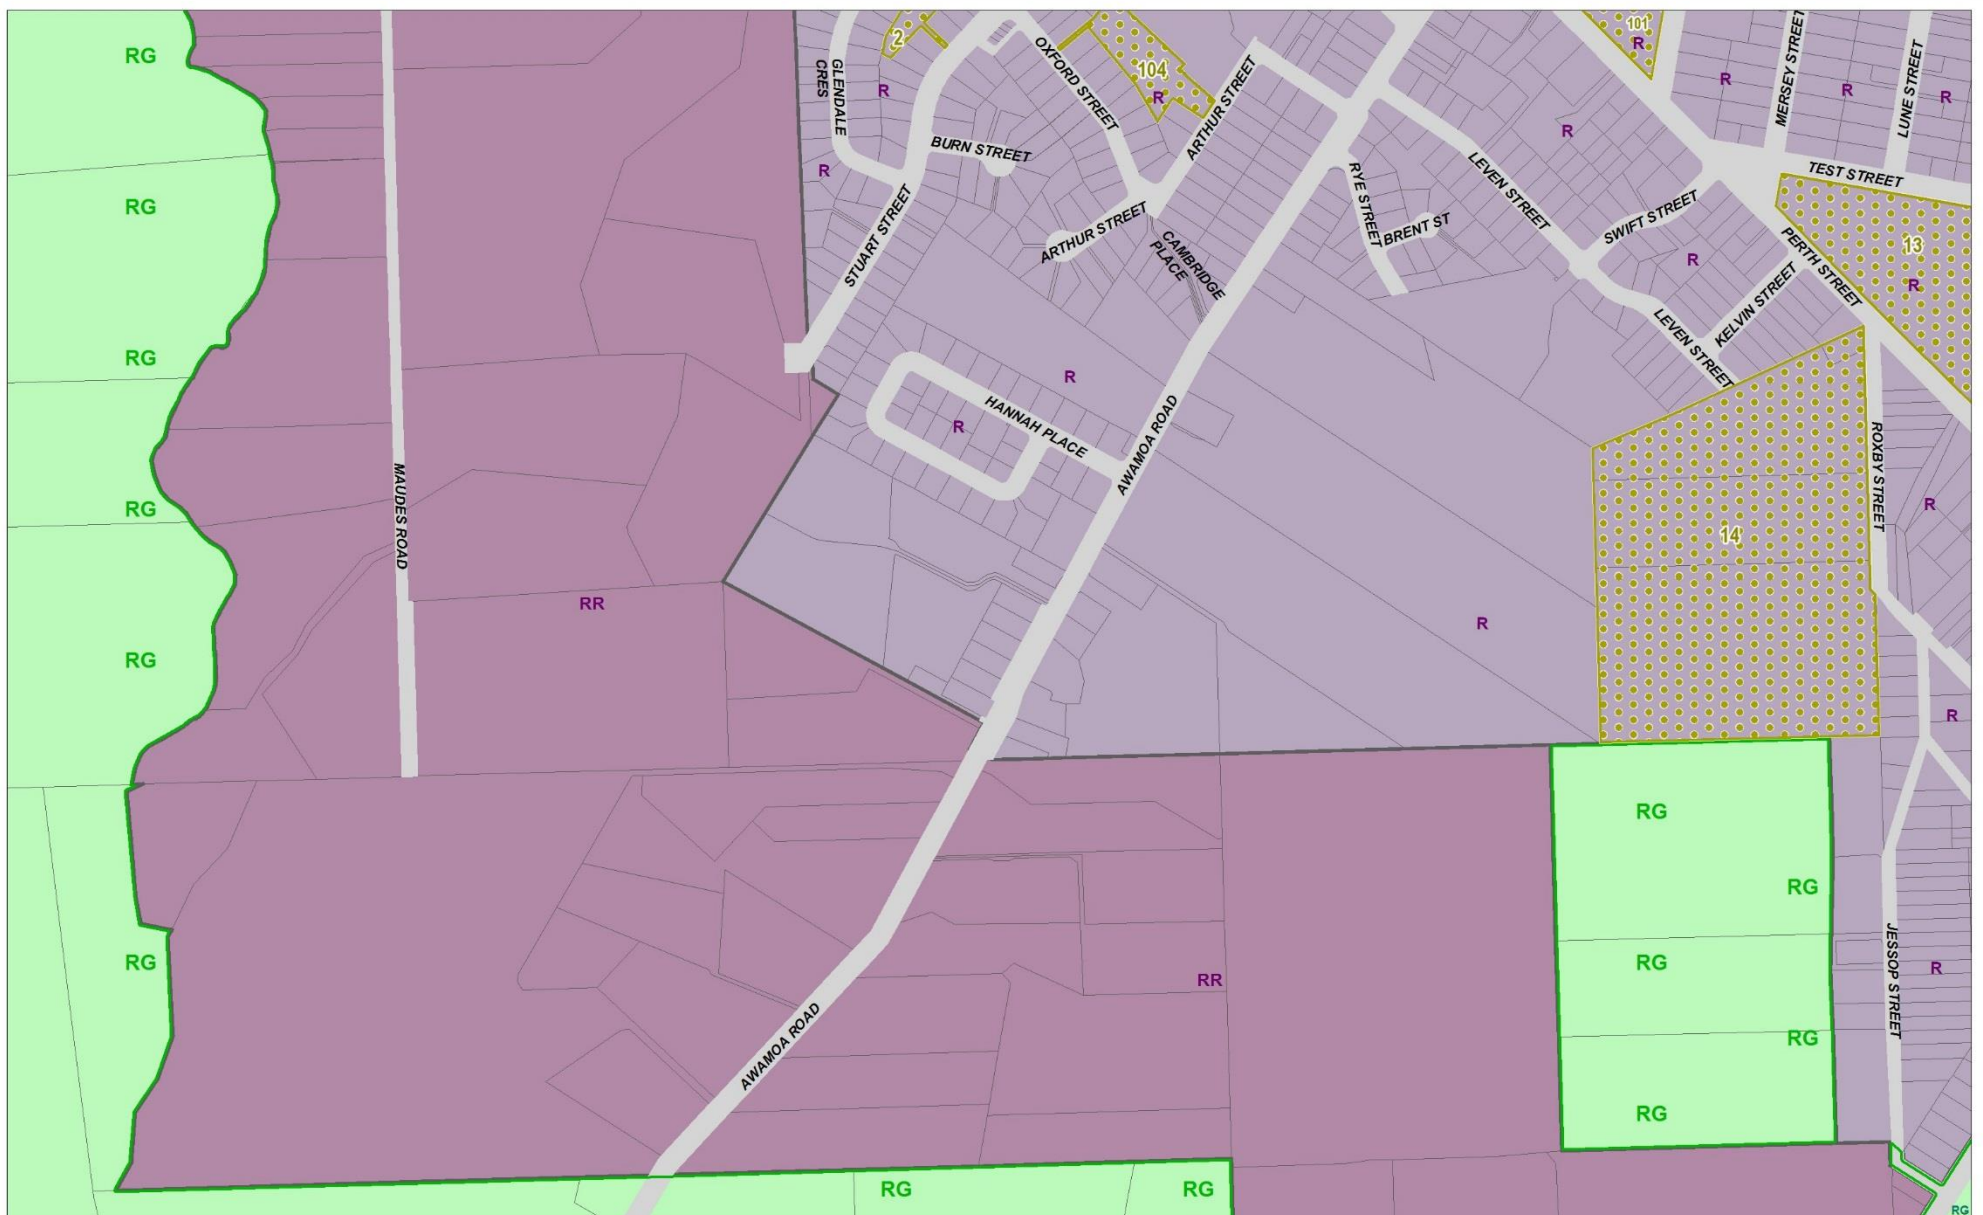 RG
2
GLENDALE
CRES
R
OXFORD STREET
104
R
101
R
R
MERSEY STREET
R
LUNE STREET
R
ARTHUR STREET
R
BURN STREET
R
RYE STREET
LEVEN STREET
TEST STREET
RG
STUART STREET
ARTHUR STREET
CAMBRIDGE
PLACE
BRENT ST
SWIFT STREET
R
PERTH STREET
13
R
KELVIN STREET
LEVEN STREET
RG
R
HANNAH PLACE
R
AWAMOA ROAD
ROXBY STREET
R
MAUDES ROAD
RG
14
RR
R
RG
R
RG
RG
RG
RG
JESSOP STREET
R
RR
AWAMOA ROAD
RG
RG
RG
RG
RG